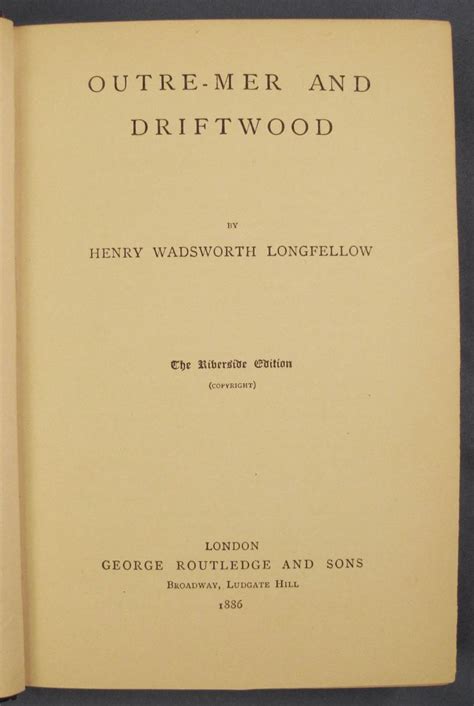 OUTRE-MER AND
DRIFTWOOD
BY
HENRY WADSWORTH LONGFELLOW
The Riverside Edition
(COPYRIGHT)
LONDON
GEORGE ROUTLEDGE AND SONS
BROADWAY, LUDGATE HILL
1886